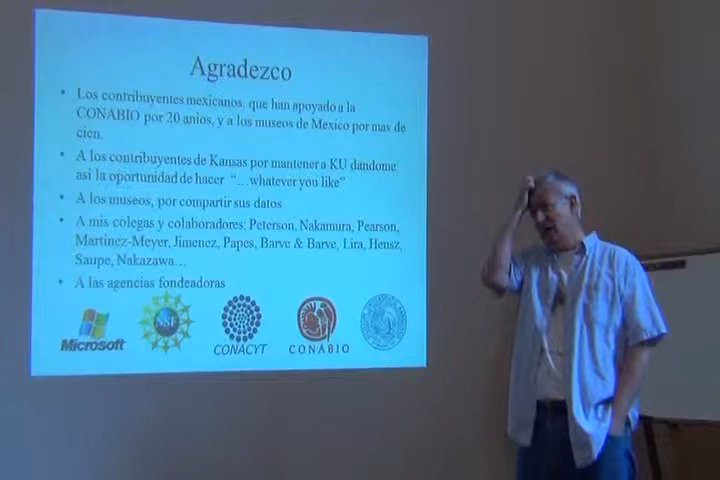 Agradezco
• Los contribuyentes mexicanos, que han apoyado a la
CONABIO por 20 anios, y a los museos de Mexico por mas de
cien.
• A los contribuyentes de Kansas por mantener a KU dandome
asi la oportunidad de hacer "…whatever you like"
• A los museos, por compartir sus datos
• A mis colegas y colaboradores: Peterson, Nakamura, Pearson,
Martinez-Meyer, Jimenez, Papes, Barve & Barve, Lira, Hensz,
Saupe, Nakazawa…
• A las agencias fondeadoras
Microsoft
NSF
CONACYT
CONABIO